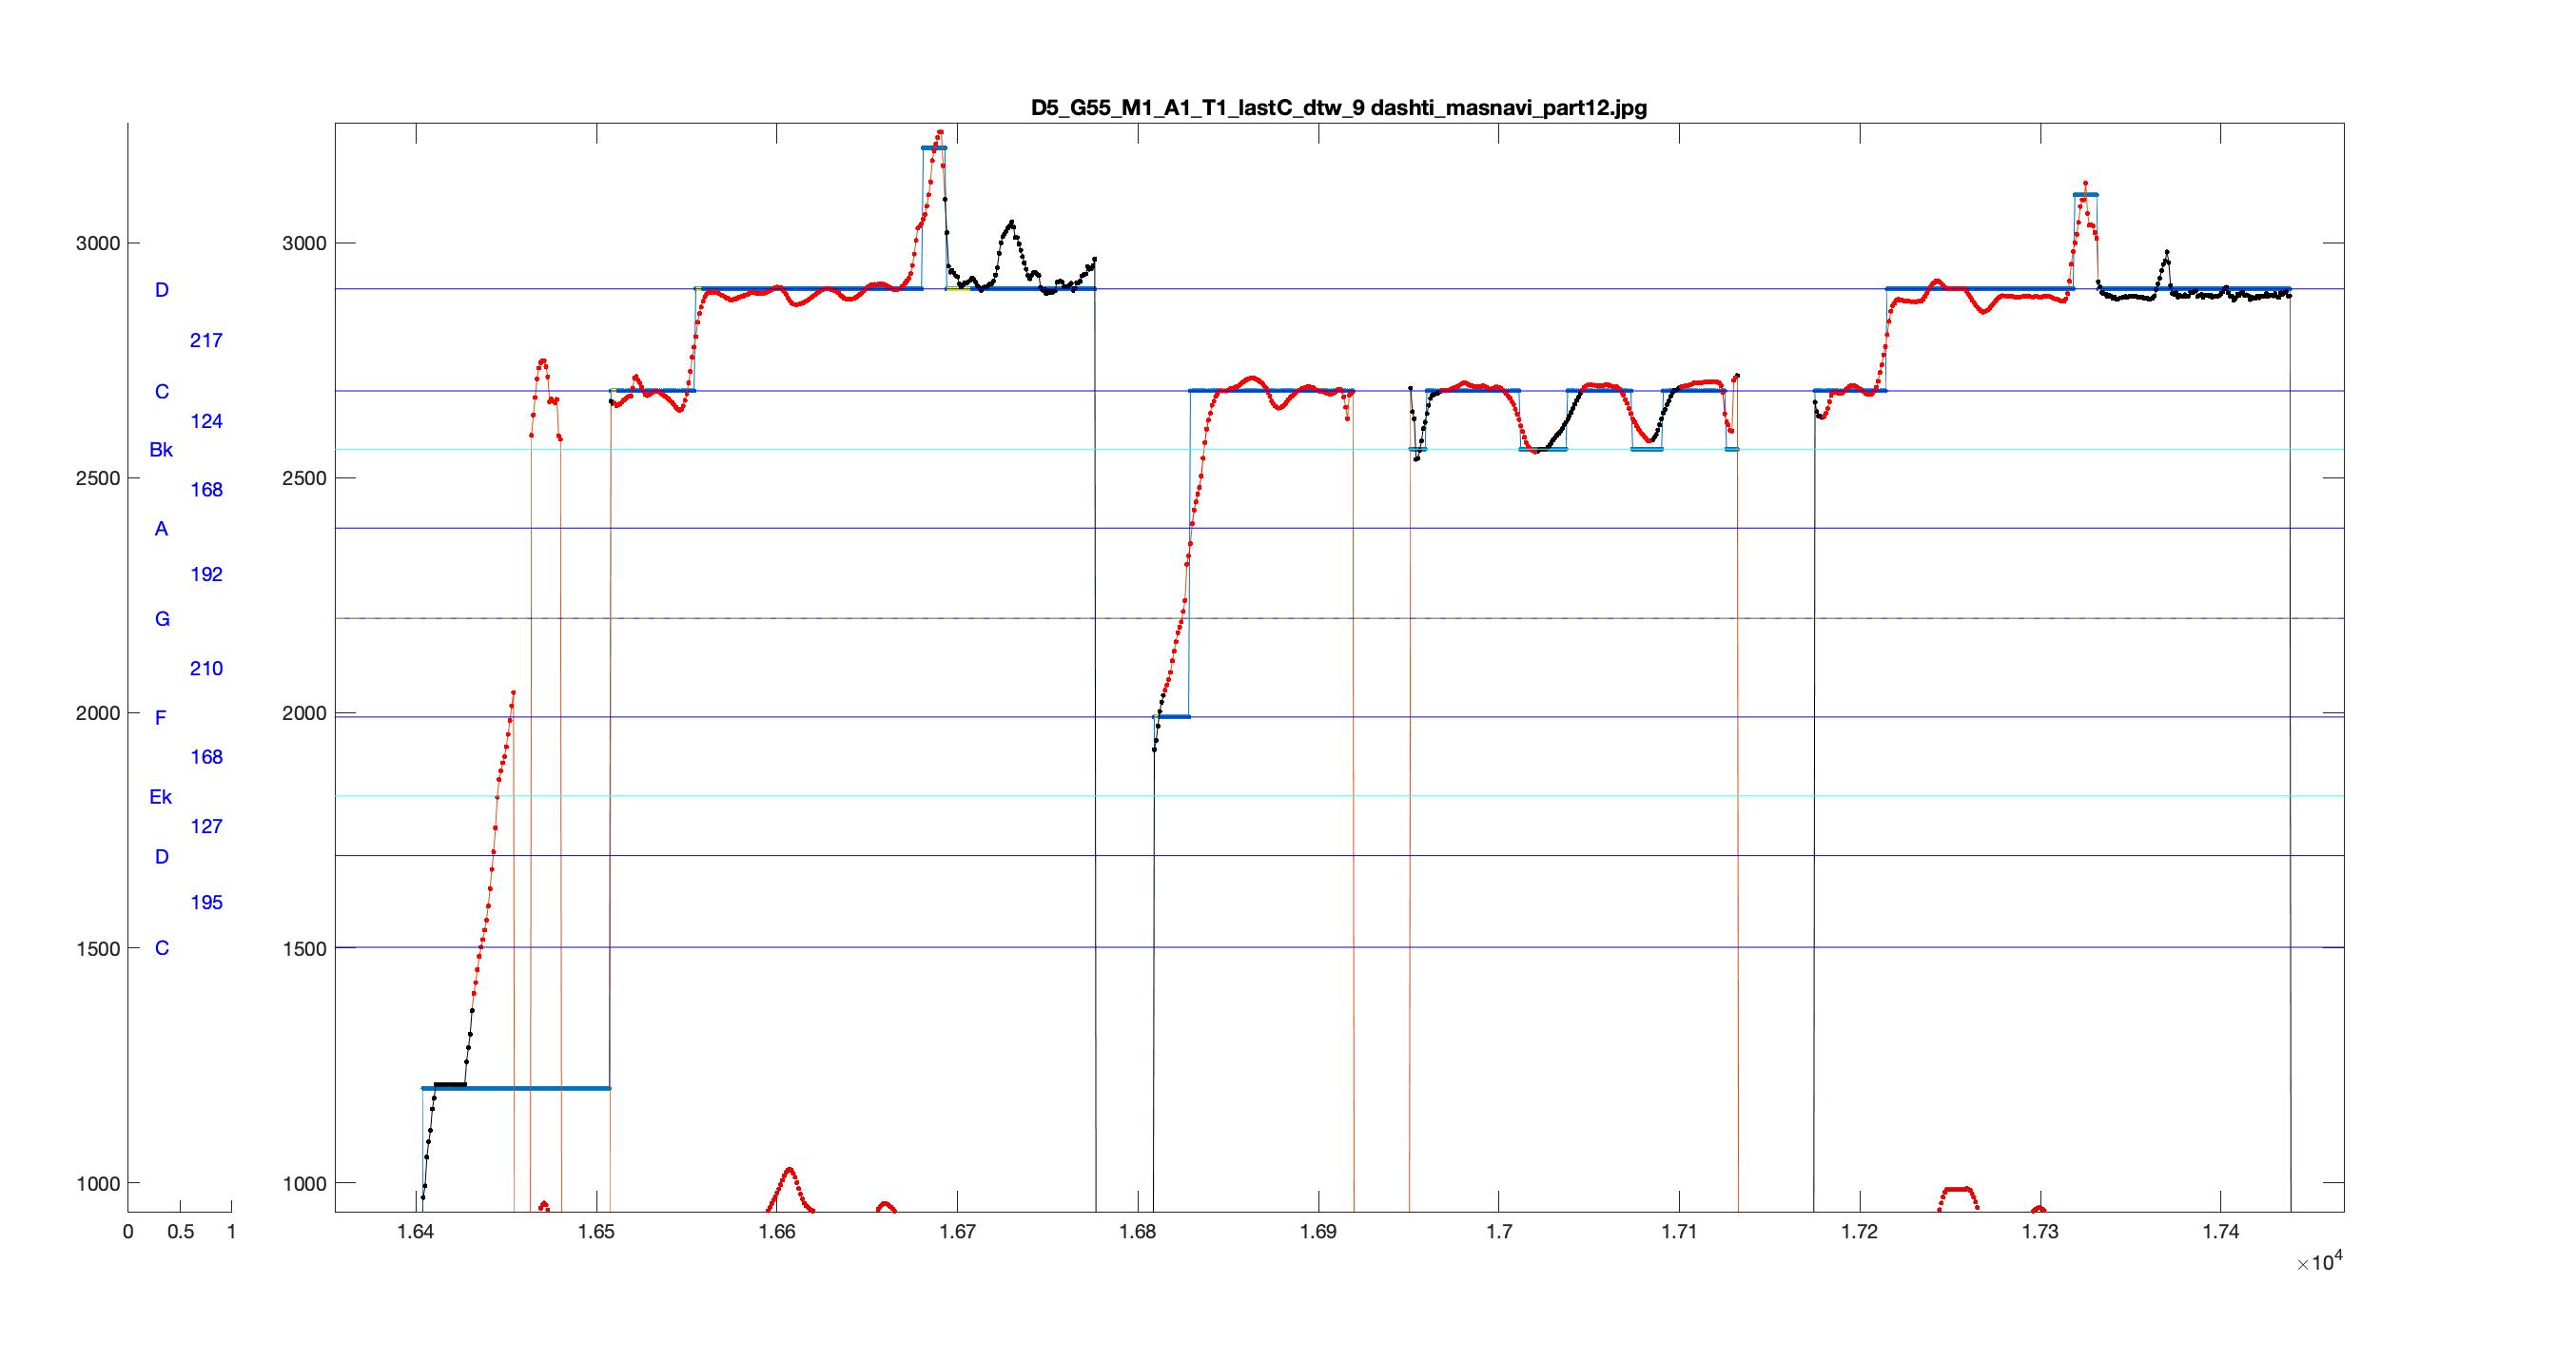 D5_G55_M1_A1_T1_lastC_dtw_9 dashti_masnavi_part12.jpg
3000 3000
D
217
C
124
Bk
2500 168 2500
A
192
G
210
2000 F 2000
168
Ek
127
D
195
1500 C 1500
1000 1000
0 0.5 1 1.64 1.65 1.66 1.67 1.68 1.69 1.7 1.71 1.72 1.73 1.74
×10⁴